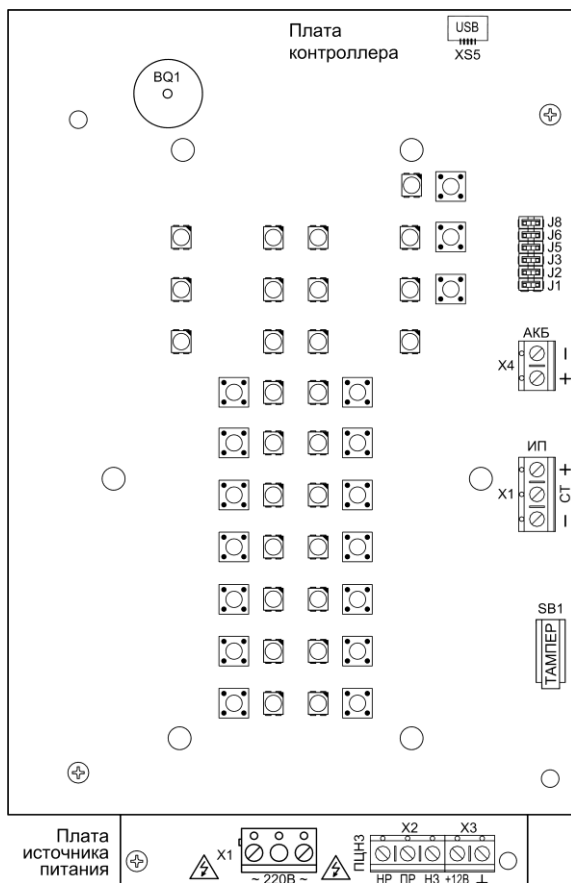 Плата
контроллера
USB
XS5
BQ1
J8
J6
J5
J3
J2
J1
АКБ
X4
–
+
ИП
X1
+
СТ
–
SB1
ТАМПЕР
Плата
источника
питания
X1
~ 220В ~
ПЦН3
X2
X3
НР ПР НЗ +12В ⊥